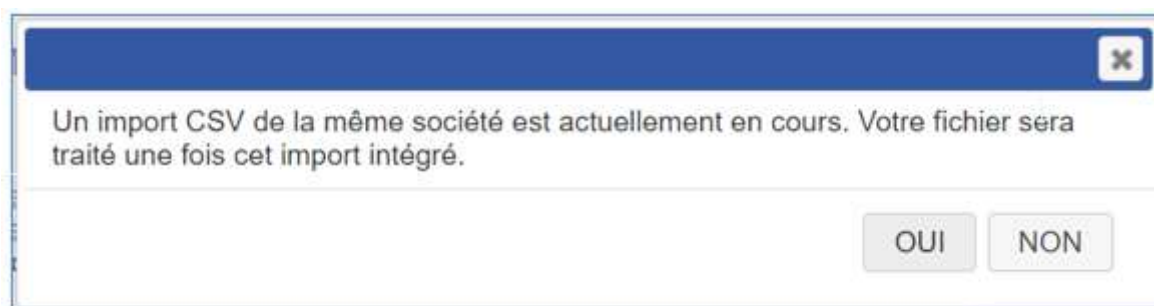 Un import CSV de la même société est actuellement en cours. Votre fichier sera
traité une fois cet import intégré.
OUI
NON